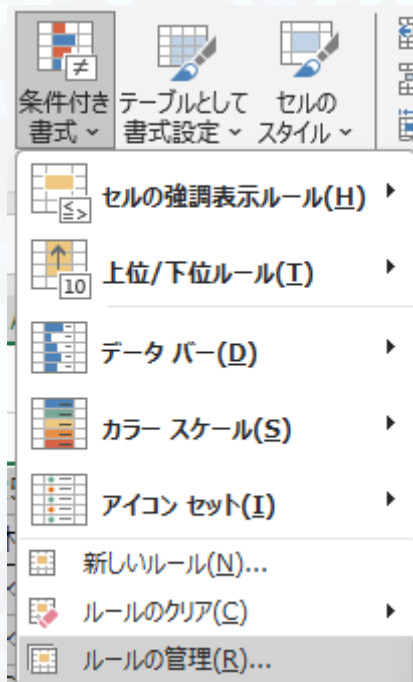 条件付き テーブルとして セルの
書式 書式設定 スタイル
セルの強調表示ルール(H)
上位/下位ルール(T)
10
データ バー(D)
カラー スケール(S)
アイコン セット(I)
新しいルール(N)...
ルールのクリア(C)
ルールの管理(R)...